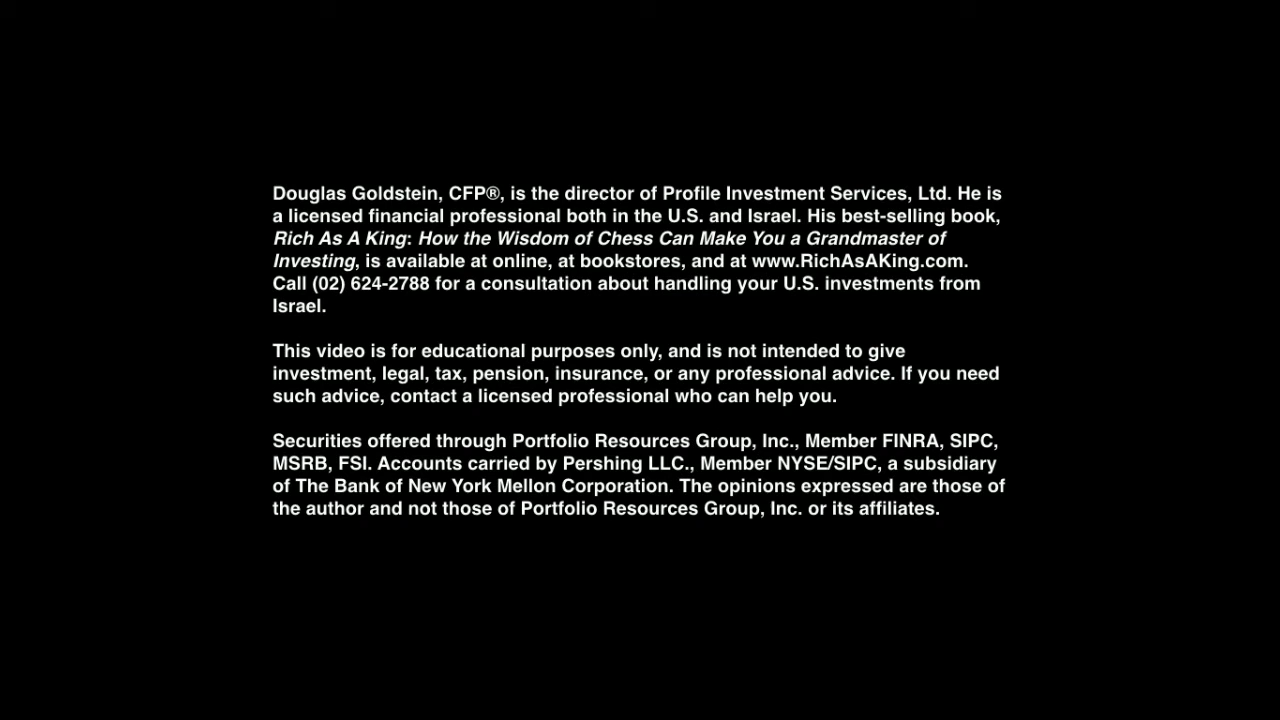 Douglas Goldstein, CFP®, is the director of Profile Investment Services, Ltd. He is
a licensed financial professional both in the U.S. and Israel. His best-selling book,
Rich As A King: How the Wisdom of Chess Can Make You a Grandmaster of
Investing, is available at online, at bookstores, and at www.RichAsAKing.com.
Call (02) 624-2788 for a consultation about handling your U.S. investments from
Israel.
This video is for educational purposes only, and is not intended to give
investment, legal, tax, pension, insurance, or any professional advice. If you need
such advice, contact a licensed professional who can help you.
Securities offered through Portfolio Resources Group, Inc., Member FINRA, SIPC,
MSRB, FSI. Accounts carried by Pershing LLC., Member NYSE/SIPC, a subsidiary
of The Bank of New York Mellon Corporation. The opinions expressed are those of
the author and not those of Portfolio Resources Group, Inc. or its affiliates.